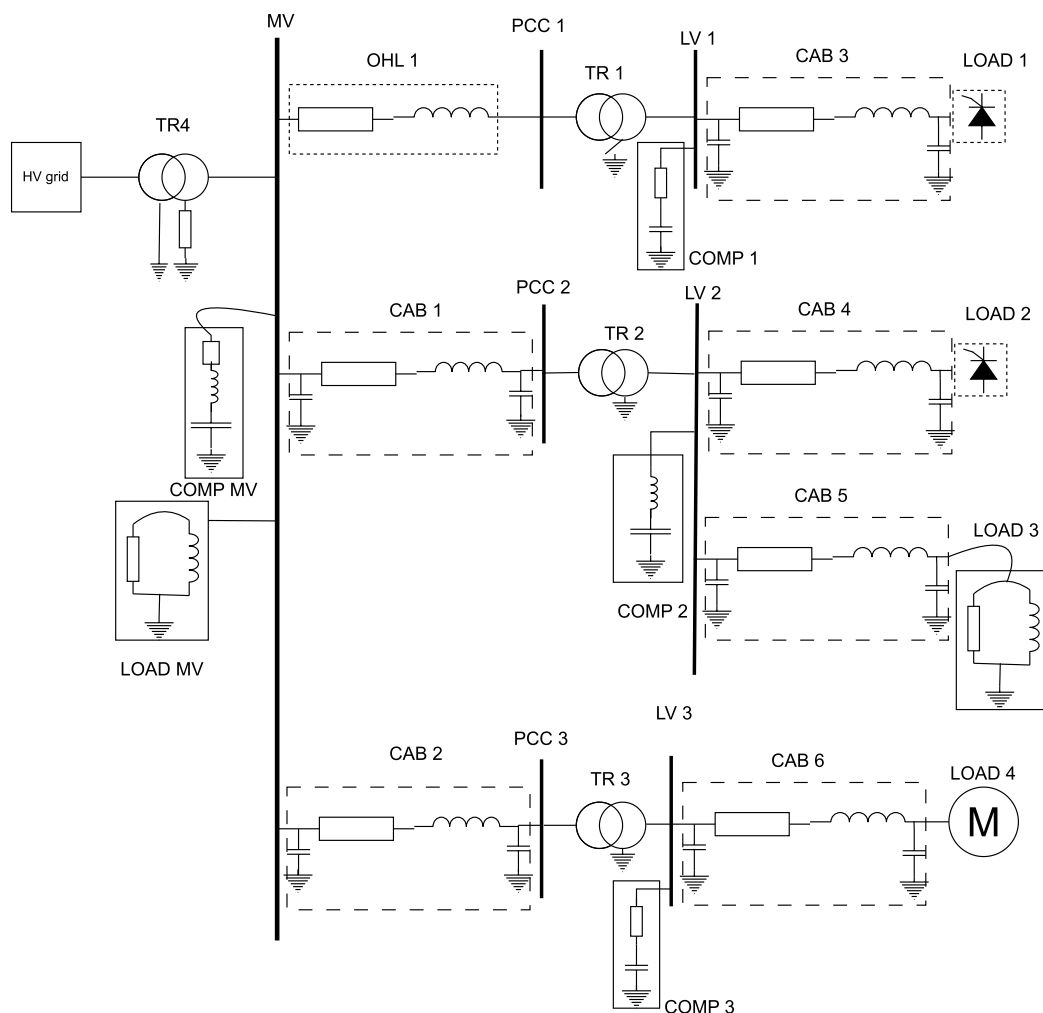 MV
PCC 1
LV 1
OHL 1
TR 1
CAB 3
LOAD 1
TR4
HV grid
COMP 1
PCC 2
LV 2
CAB 1
TR 2
CAB 4
LOAD 2
COMP MV
CAB 5
LOAD 3
COMP 2
LOAD MV
LV 3
PCC 3
CAB 2
TR 3
CAB 6
LOAD 4
M
COMP 3